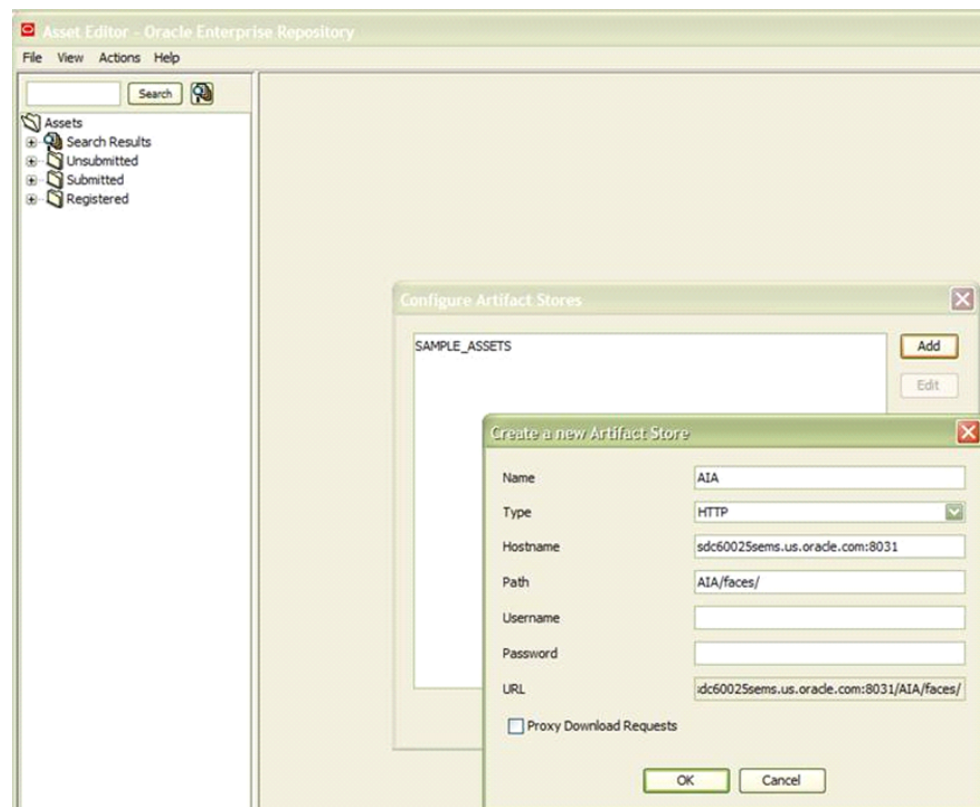 Asset Editor - Oracle Enterprise Repository
File View Actions Help
Search
Assets
Search Results
Unsubmitted
Submitted
Registered
Configure Artifact Stores
SAMPLE_ASSETS
Add
Edit
Create a new Artifact Store
Name AIA
Type HTTP
Hostname sdc60025sems.us.oracle.com:8031
Path AIA/faces/
Username
Password
URL :dc60025sems.us.oracle.com:8031/AIA/faces/
Proxy Download Requests
OK Cancel